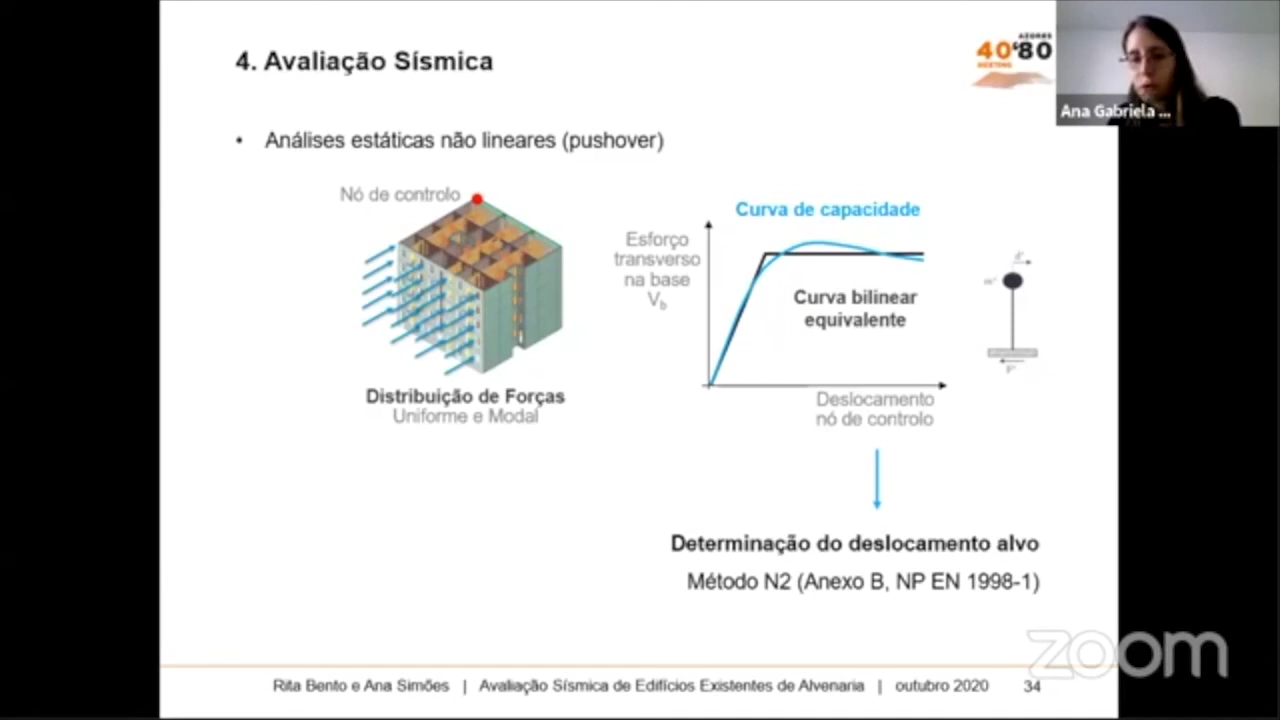 4. Avaliação Sísmica
AZORES
40'80
MEETING
Ana Gabriela ...
• Análises estáticas não lineares (pushover)
Nó de controlo
Distribuição de Forças
Uniforme e Modal
Curva de capacidade
Esforço
transverso
na base
Vb
Curva bilinear
equivalente
Deslocamento
nó de controlo
d*
m*
F*
Determinação do deslocamento alvo
Método N2 (Anexo B, NP EN 1998-1)
zoom
Rita Bento e Ana Simões | Avaliação Sísmica de Edifícios Existentes de Alvenaria | outubro 2020 34